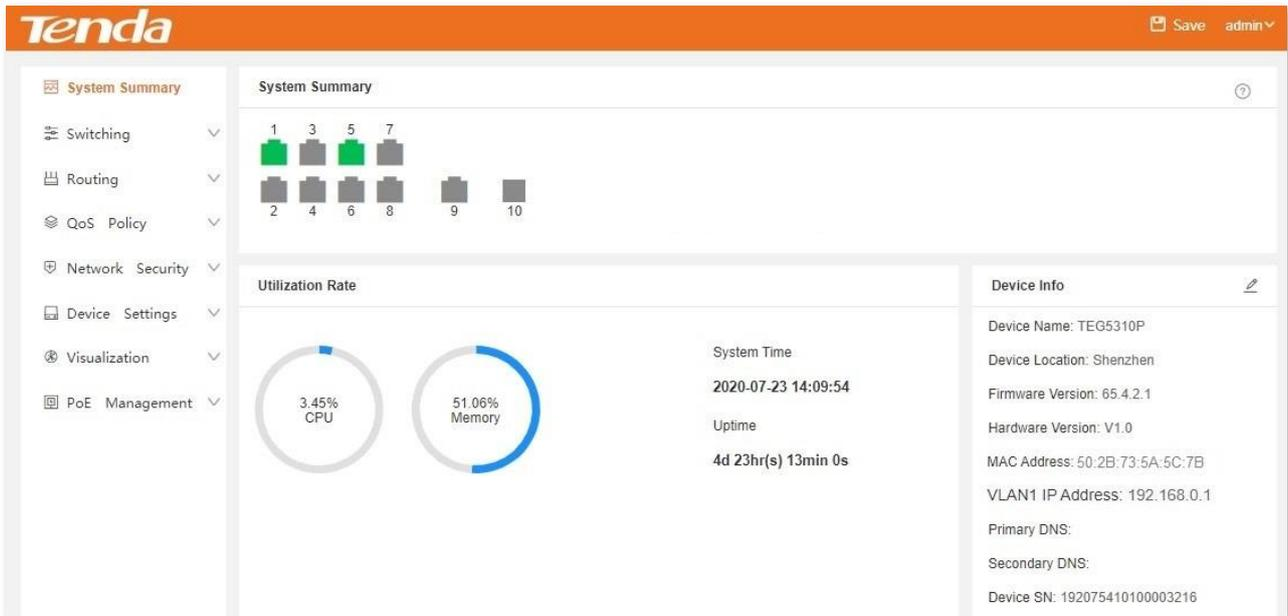 Tenda
Save admin
System Summary
Switching
Routing
QoS Policy
Network Security
Device Settings
Visualization
PoE Management
System Summary
1 3 5 7
2 4 6 8 9 10
Utilization Rate
3.45%
CPU
51.06%
Memory
System Time
2020-07-23 14:09:54
Uptime
4d 23hr(s) 13min 0s
Device Info
Device Name: TEG5310P
Device Location: Shenzhen
Firmware Version: 65.4.2.1
Hardware Version: V1.0
MAC Address: 50:2B:73:5A:5C:7B
VLAN1 IP Address: 192.168.0.1
Primary DNS:
Secondary DNS:
Device SN: 192075410100003216